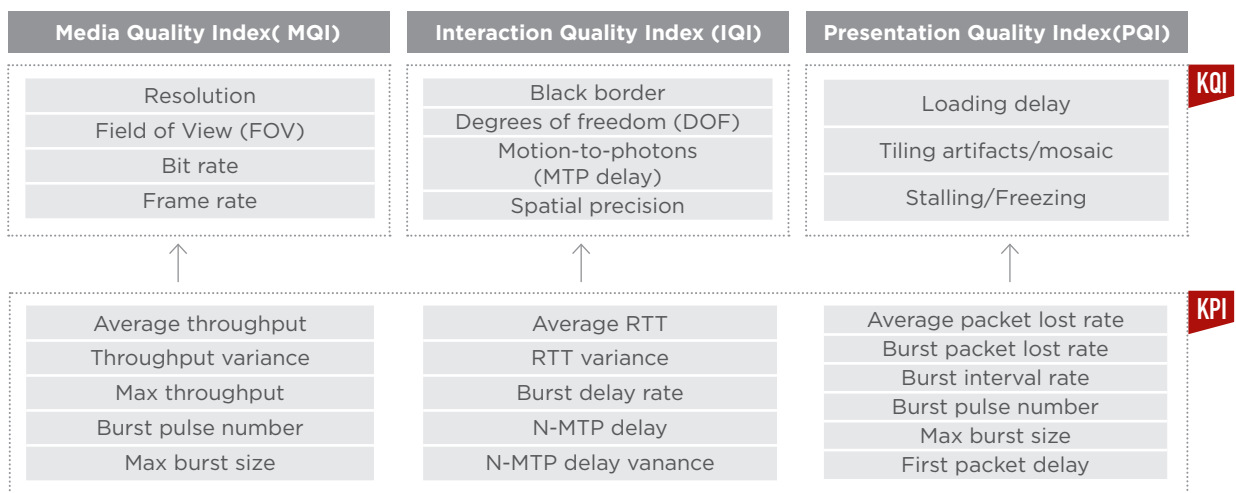 Media Quality Index( MQI)
Interaction Quality Index (IQI)
Presentation Quality Index(PQI)
KQI
Resolution
Field of View (FOV)
Bit rate
Frame rate
Black border
Degrees of freedom (DOF)
Motion-to-photons
(MTP delay)
Spatial precision
Loading delay
Tiling artifacts/mosaic
Stalling/Freezing
KPI
Average throughput
Throughput variance
Max throughput
Burst pulse number
Max burst size
Average RTT
RTT variance
Burst delay rate
N-MTP delay
N-MTP delay vanance
Average packet lost rate
Burst packet lost rate
Burst interval rate
Burst pulse number
Max burst size
First packet delay